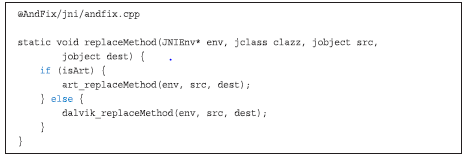 @AndFix/jni/andfix.cpp

static void replaceMethod(JNIEnv* env, jclass clazz, jobject src,
        jobject dest) {
    if (isArt) {
        art_replaceMethod(env, src, dest);
    } else {
        dalvik_replaceMethod(env, src, dest);
    }
}